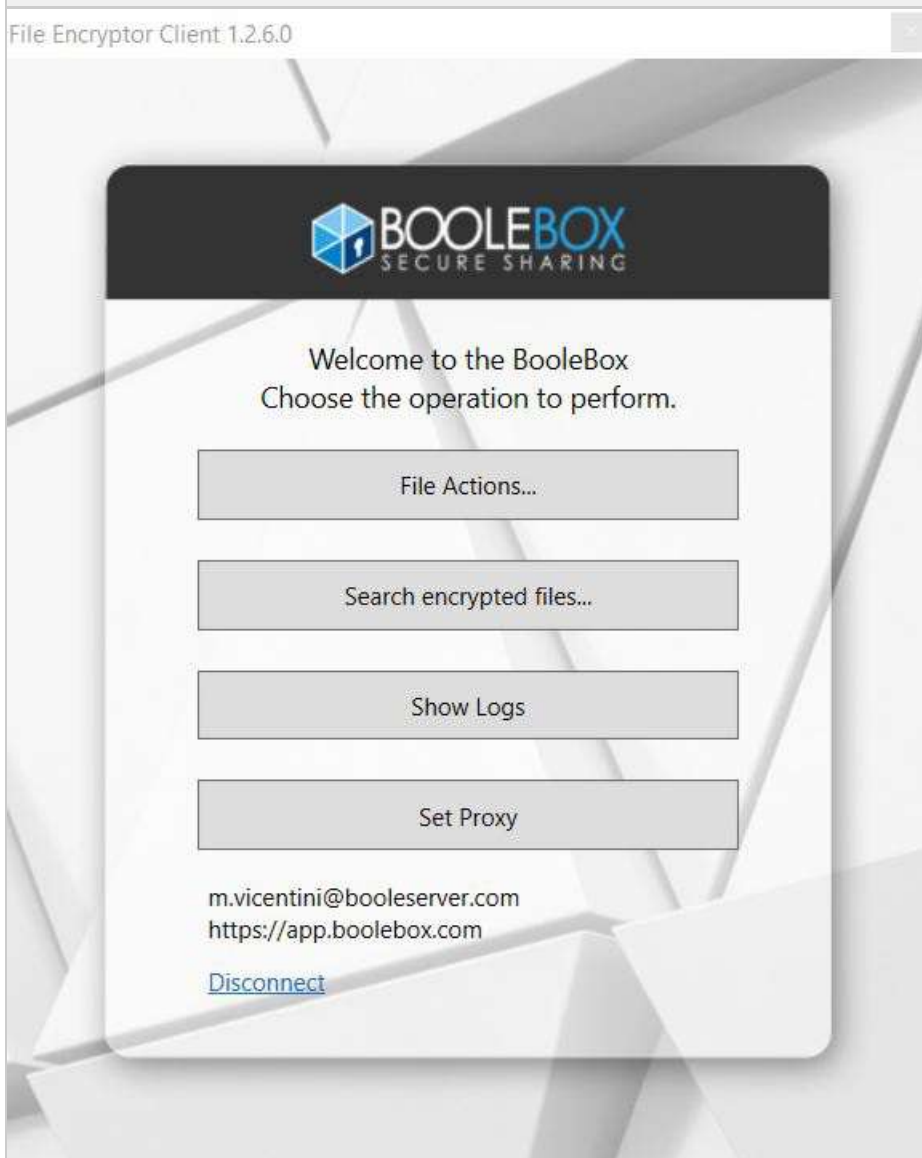 File Encryptor Client 1.2.6.0
BOOLEBOX
SECURE SHARING
Welcome to the BooleBox
Choose the operation to perform.
File Actions...
Search encrypted files...
Show Logs
Set Proxy
m.vicentini@booleserver.com
https://app.boolebox.com
Disconnect